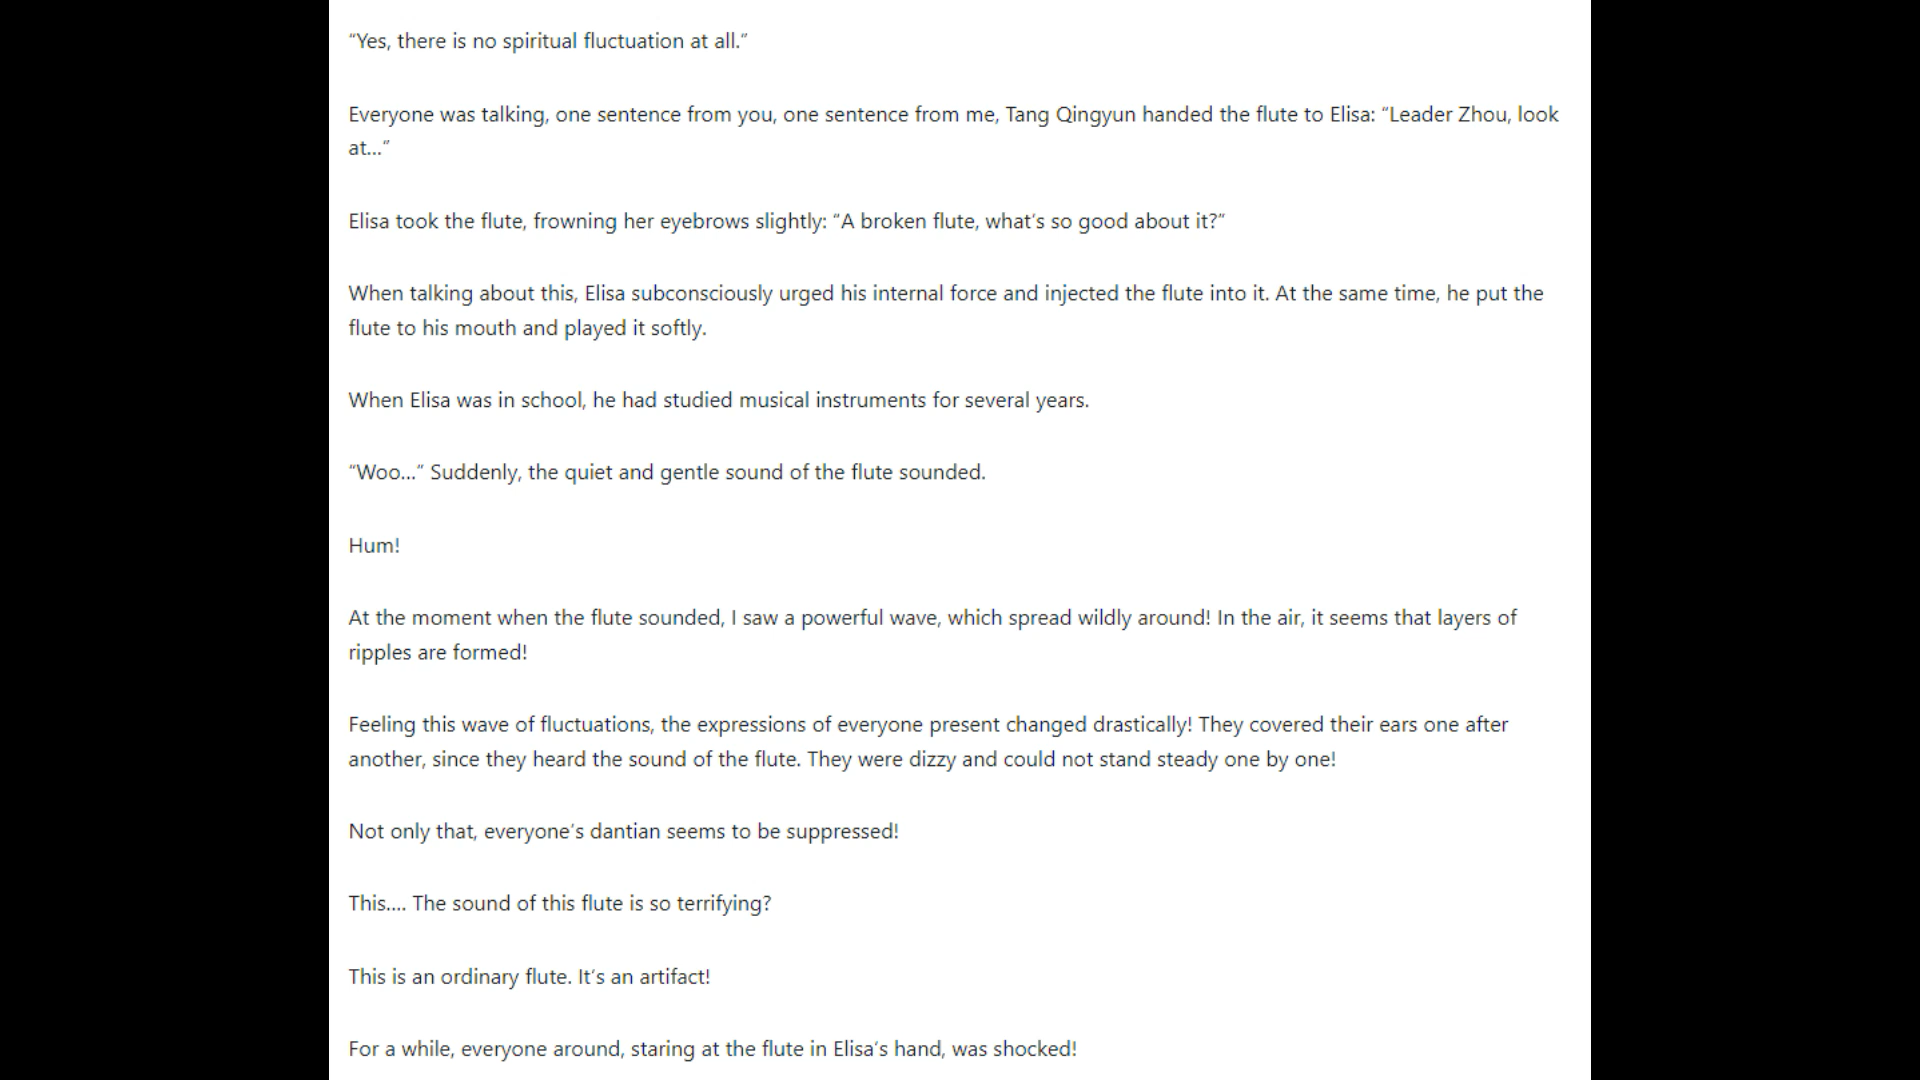 “Yes, there is no spiritual fluctuation at all.”
Everyone was talking, one sentence from you, one sentence from me, Tang Qingyun handed the flute to Elisa: “Leader Zhou, look
at...”
Elisa took the flute, frowning her eyebrows slightly: “A broken flute, what’s so good about it?”
When talking about this, Elisa subconsciously urged his internal force and injected the flute into it. At the same time, he put the
flute to his mouth and played it softly.
When Elisa was in school, he had studied musical instruments for several years.
“Woo...” Suddenly, the quiet and gentle sound of the flute sounded.
Hum!
At the moment when the flute sounded, I saw a powerful wave, which spread wildly around! In the air, it seems that layers of
ripples are formed!
Feeling this wave of fluctuations, the expressions of everyone present changed drastically! They covered their ears one after
another, since they heard the sound of the flute. They were dizzy and could not stand steady one by one!
Not only that, everyone’s dantian seems to be suppressed!
This.... The sound of this flute is so terrifying?
This is an ordinary flute. It’s an artifact!
For a while, everyone around, staring at the flute in Elisa’s hand, was shocked!